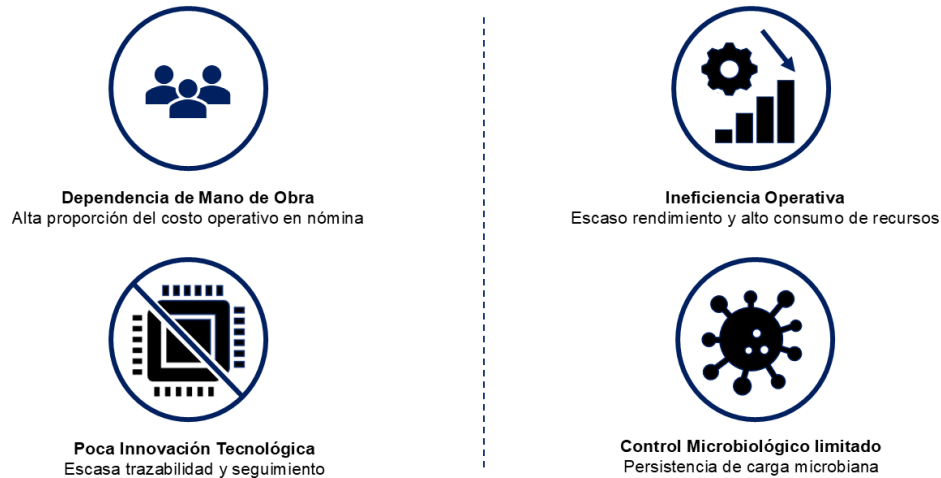 Dependencia de Mano de Obra
Alta proporción del costo operativo en nómina
Ineficiencia Operativa
Escaso rendimiento y alto consumo de recursos
Poca Innovación Tecnológica
Escasa trazabilidad y seguimiento
Control Microbiológico limitado
Persistencia de carga microbiana